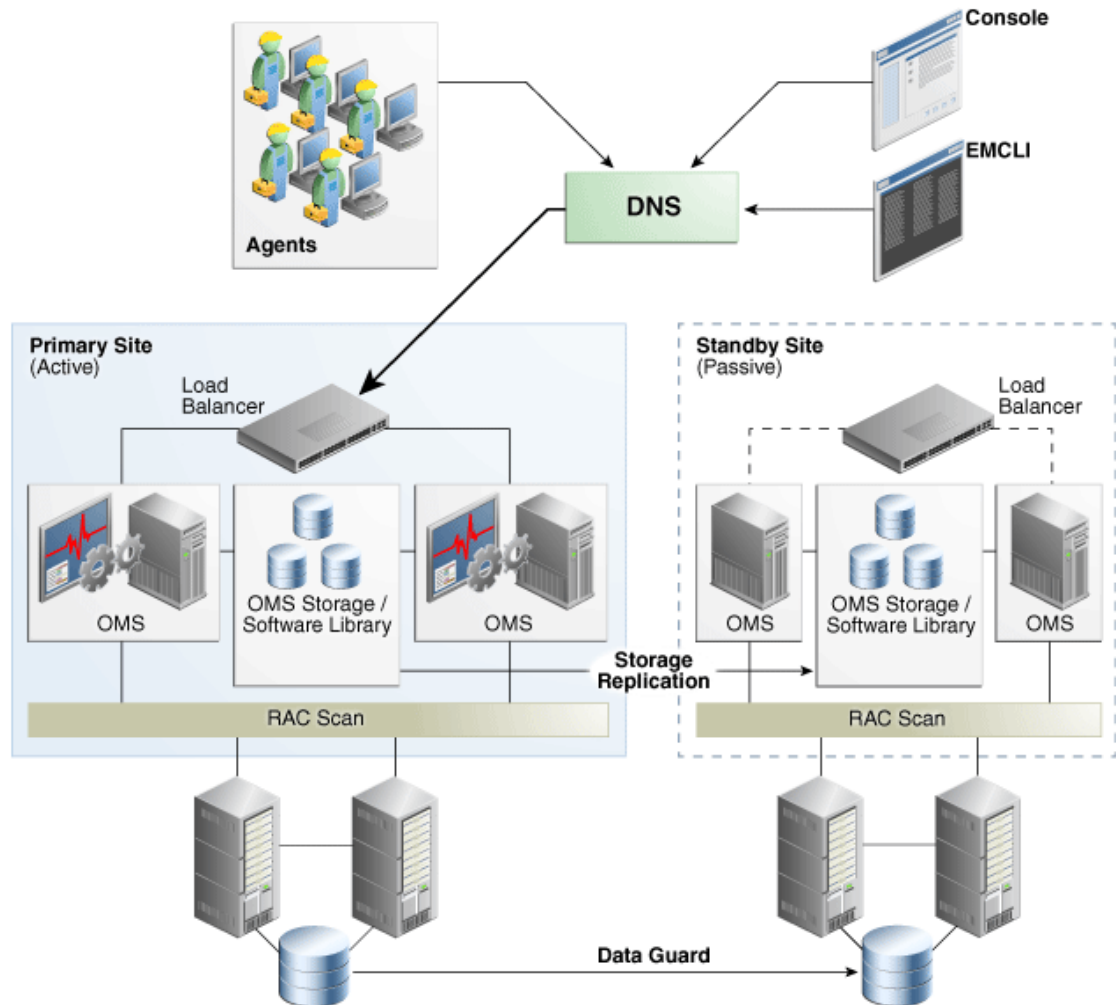 Console
EMCLI
DNS
Agents
Primary Site
(Active)
Load
Balancer
OMS
OMS Storage /
Software Library
OMS
RAC Scan
Storage
Replication
Standby Site
(Passive)
Load
Balancer
OMS
OMS Storage /
Software Library
OMS
RAC Scan
Data Guard